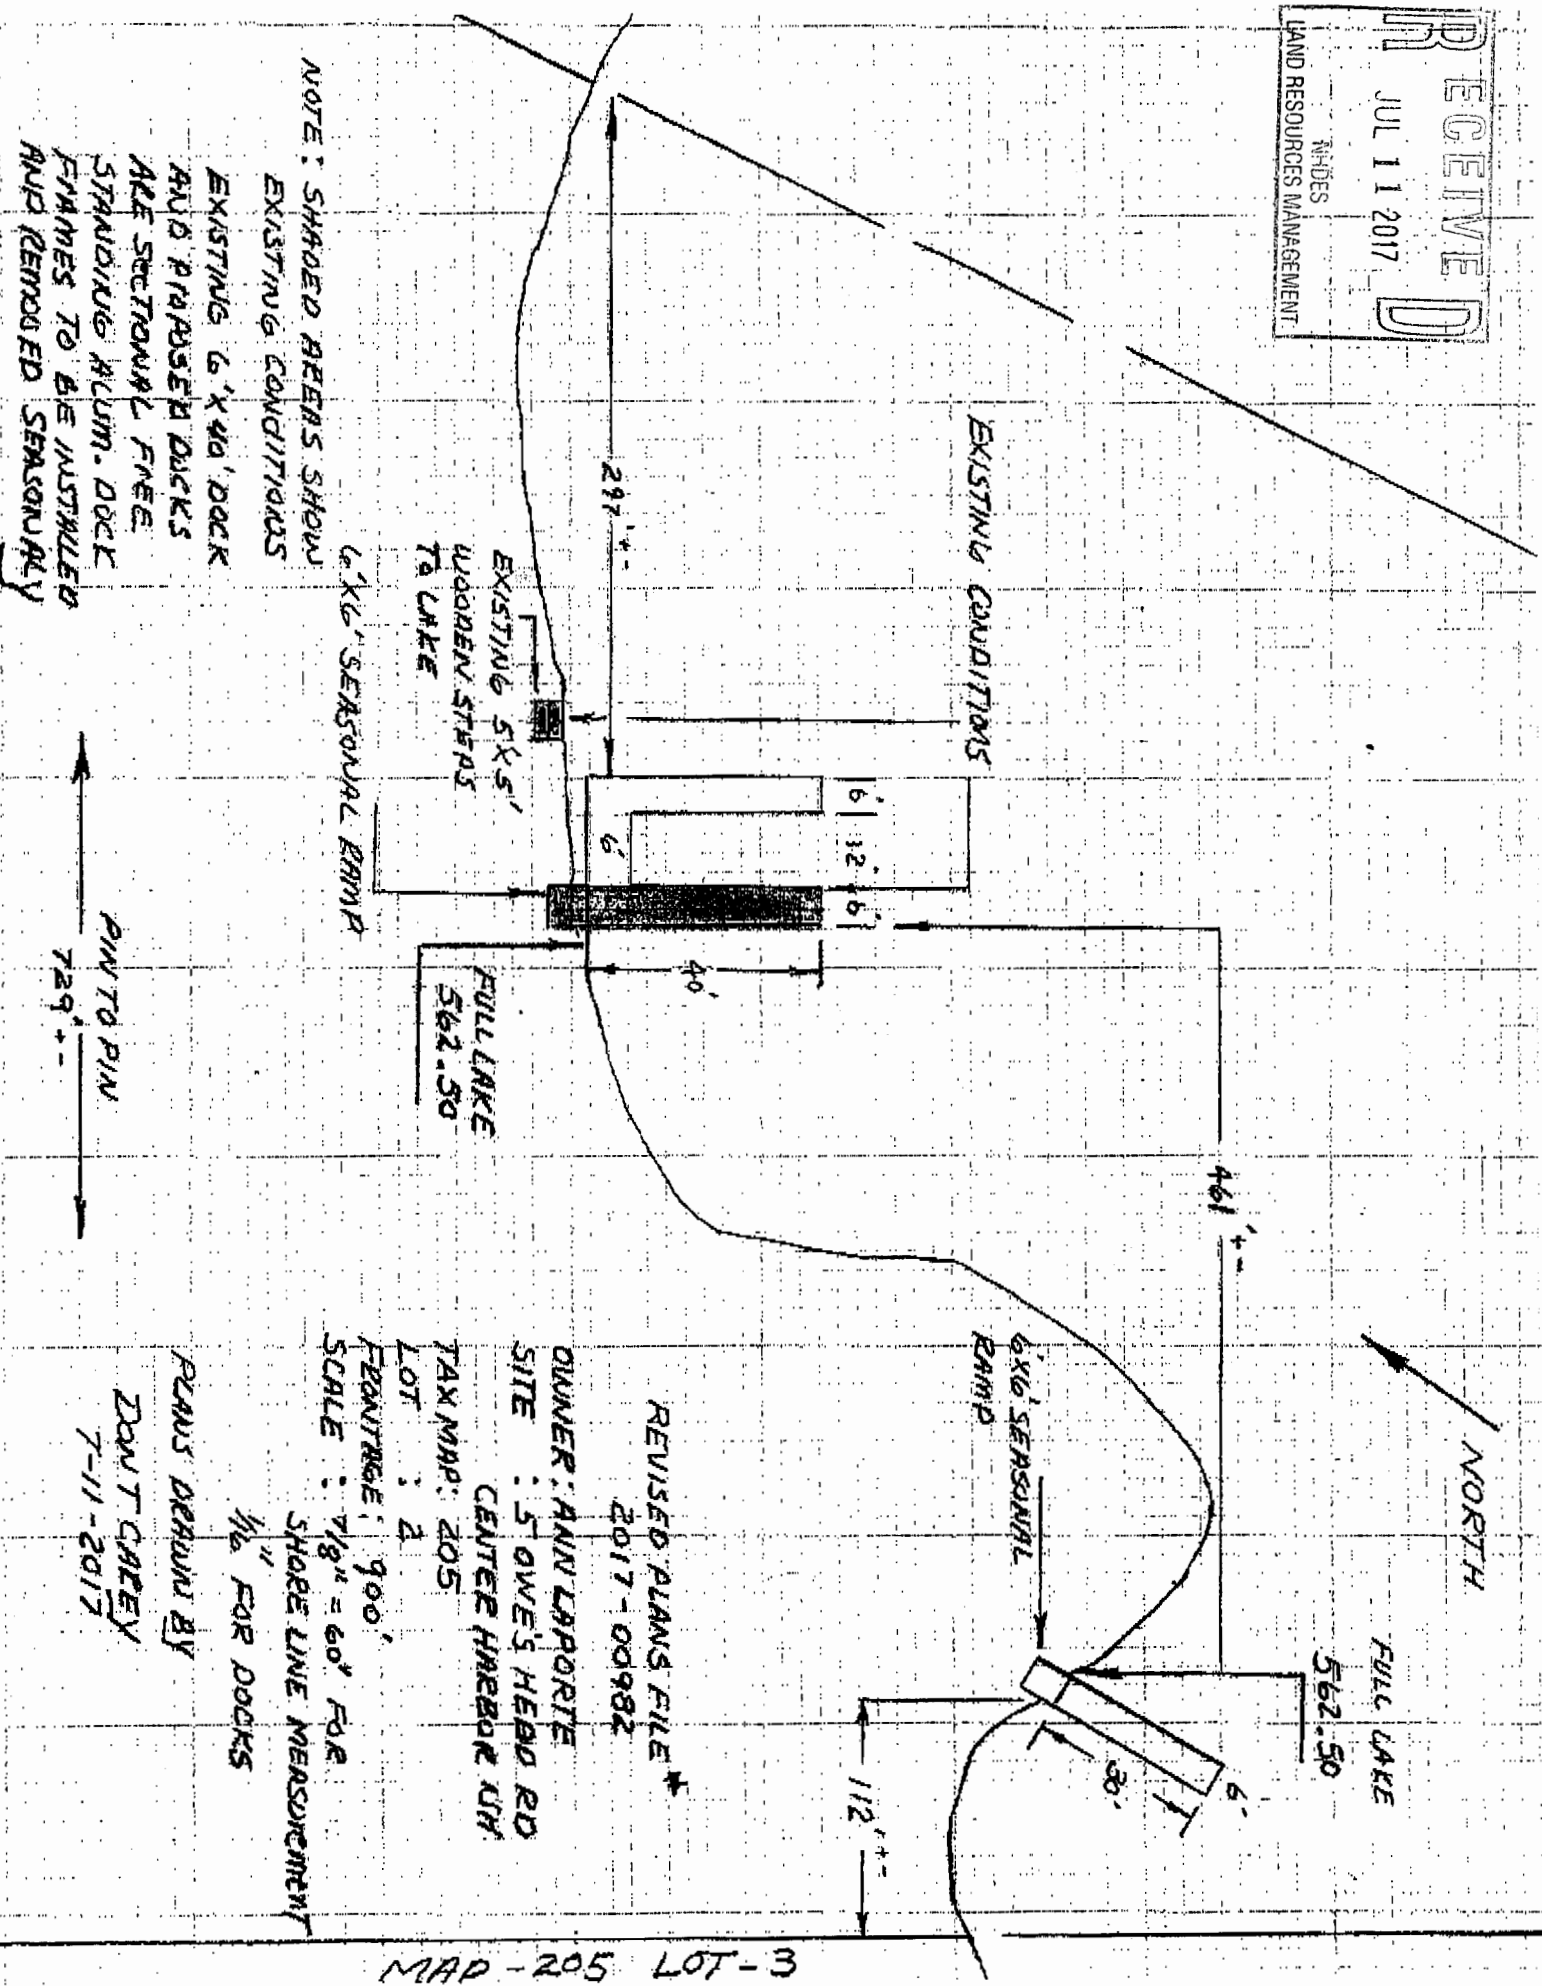 RECEIVED
JUL 11 2017
NHDES
LAND RESOURCES MANAGEMENT
NORTH
FULL LAKE
562.50
461'+-
6'
30'
112'+-
6'X6' SEASONAL
RAMP
EXISTING CONDITIONS
297'+-
6'
12'
6'
6'
40'
EXISTING 5'X5'
WOODEN STEPS
TO LAKE
6'X6' SEASONAL RAMP
FULL LAKE
562.50
NOTE: SHADED AREAS SHOW
EXISTING CONDITIONS
EXISTING 6'X40' DOCK
AND PROPOSED DOCKS
ARE SECTIONAL FREE
STANDING ALUM. DOCK
FRAMES TO BE INSTALLED
AND REMOVED SEASONALY
PIN TO PIN
729'+-
REVISED PLANS FILE #
2017-00982
OWNER: ANN LAPORTE
SITE : 5 OWE'S HEAD RD
CENTER HARBOR NH
TAX MAP: 205
LOT : 2
FRONTAGE: 900'
SCALE : 7/8" = 60' FOR
SHORE LINE MEASUREMENT
1/16" FOR DOCKS
PLANS DRAWN BY
DON T CAREY
7-11-2017
MAP-205 LOT-3